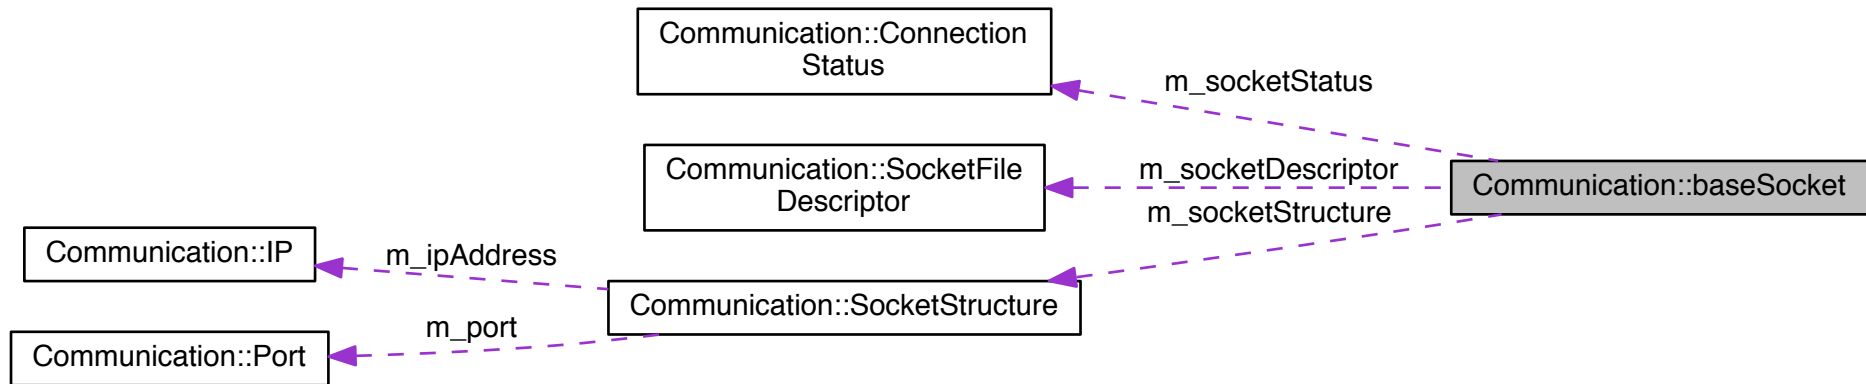 Communication::Connection
Status
m_socketStatus
Communication::SocketFile
Descriptor
m_socketDescriptor
Communication::baseSocket
m_socketStructure
Communication::IP
m_ipAddress
Communication::SocketStructure
m_port
Communication::Port